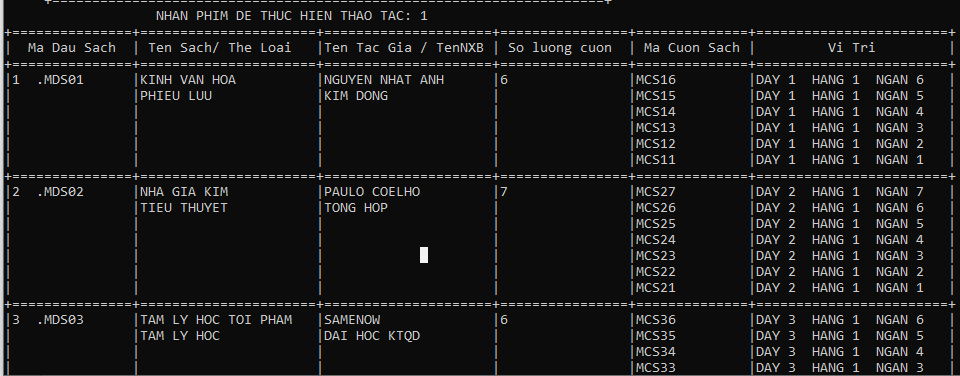 +=====================================================================+
NHAN PHIM DE THUC HIEN THAO TAC: 1
+===============+======================+=====================+================+==============+========================+
| Ma Dau Sach | Ten Sach/ The Loai |Ten Tac Gia / TenNXB | So luong cuon | Ma Cuon Sach | Vi Tri |
+===============+======================+=====================+================+==============+========================+
|1 .MDS01 |KINH VAN HOA |NGUYEN NHAT ANH |6 |MCS16 |DAY 1 HANG 1 NGAN 6 |
| |PHIEU LUU |KIM DONG | |MCS15 |DAY 1 HANG 1 NGAN 5 |
| | | | |MCS14 |DAY 1 HANG 1 NGAN 4 |
| | | | |MCS13 |DAY 1 HANG 1 NGAN 3 |
| | | | |MCS12 |DAY 1 HANG 1 NGAN 2 |
| | | | |MCS11 |DAY 1 HANG 1 NGAN 1 |
+===============+======================+=====================+================+==============+========================+
|2 .MDS02 |NHA GIA KIM |PAULO COELHO |7 |MCS27 |DAY 2 HANG 1 NGAN 7 |
| |TIEU THUYET |TONG HOP | |MCS26 |DAY 2 HANG 1 NGAN 6 |
| | | | |MCS25 |DAY 2 HANG 1 NGAN 5 |
| | | | |MCS24 |DAY 2 HANG 1 NGAN 4 |
| | | | |MCS23 |DAY 2 HANG 1 NGAN 3 |
| | | | |MCS22 |DAY 2 HANG 1 NGAN 2 |
| | | | |MCS21 |DAY 2 HANG 1 NGAN 1 |
+===============+======================+=====================+================+==============+========================+
|3 .MDS03 |TAM LY HOC TOI PHAM |SAMENOW |6 |MCS36 |DAY 3 HANG 1 NGAN 6 |
| |TAM LY HOC |DAI HOC KTQD | |MCS35 |DAY 3 HANG 1 NGAN 5 |
| | | | |MCS34 |DAY 3 HANG 1 NGAN 4 |
| | | | |MCS33 |DAY 3 HANG 1 NGAN 3 |